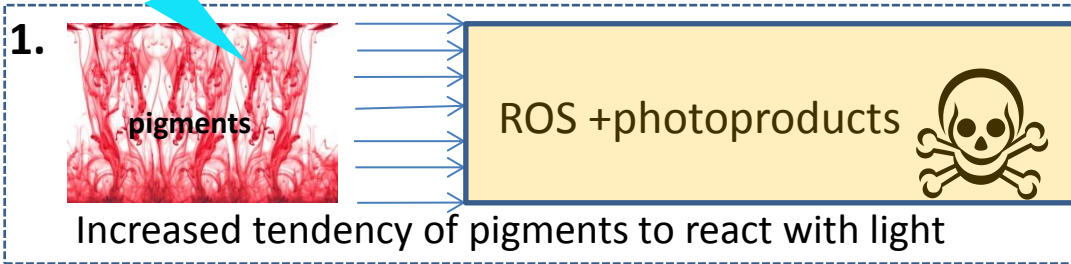 1.
pigments
ROS +photoproducts
Increased tendency of pigments to react with light